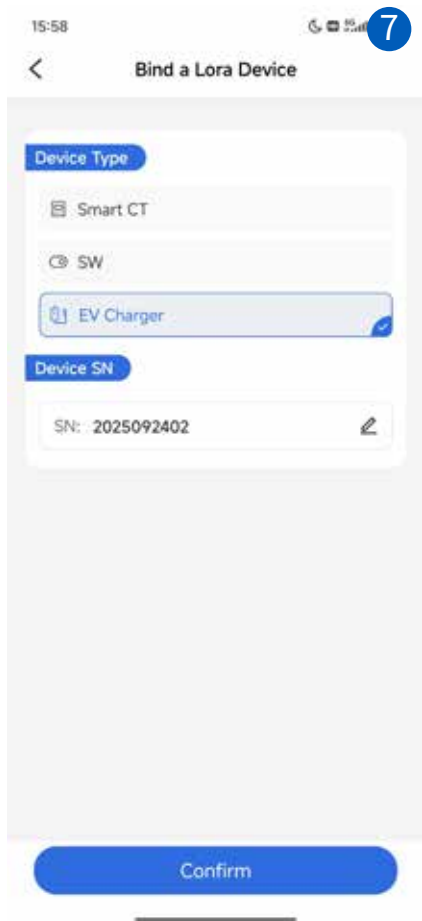 15:58
7
Bind a Lora Device
Device Type
Smart CT
SW
EV Charger
Device SN
SN: 2025092402
Confirm